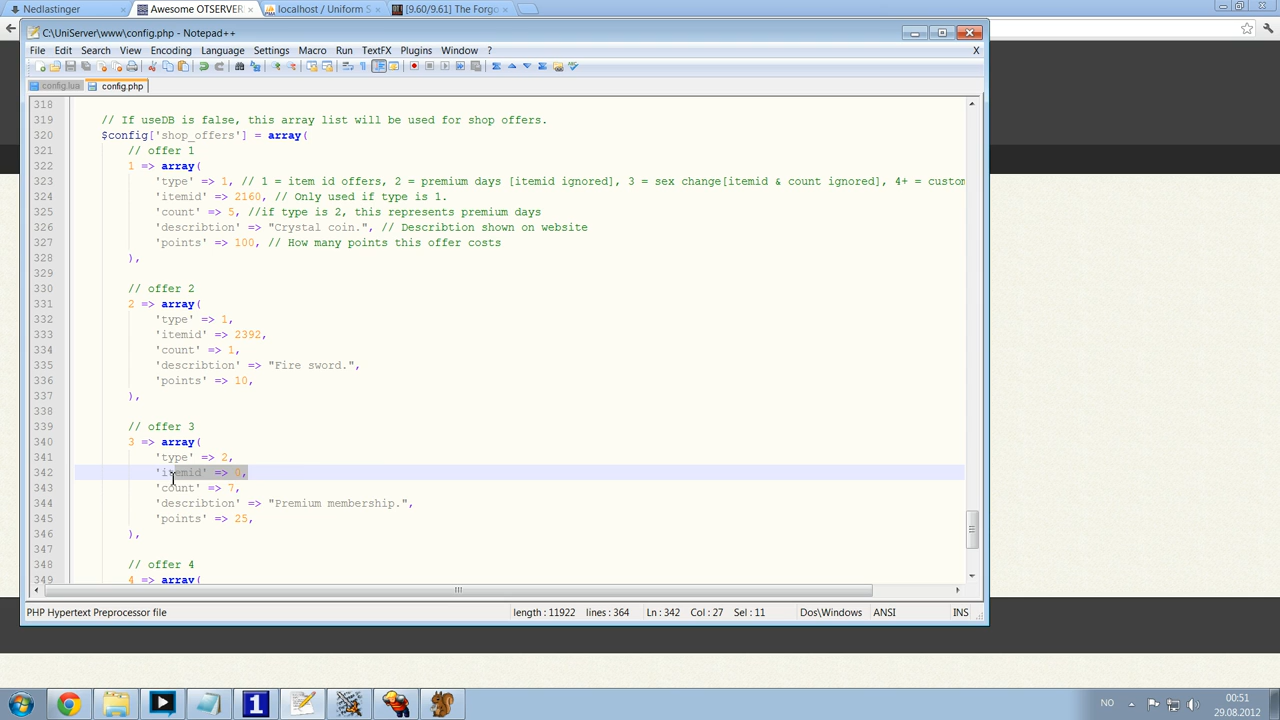 Nedlastinger
Awesome OTSERVER
localhost / Uniform S
[9.60/9.61] The Forgo
C:\UniServer\www\config.php - Notepad++
File Edit Search View Encoding Language Settings Macro Run TextFX Plugins Window ? X
config.lua config.php
318
319 // If useDB is false, this array list will be used for shop offers.
320 $config['shop_offers'] = array(
321 // offer 1
322 1 => array(
323 'type' => 1, // 1 = item id offers, 2 = premium days [itemid ignored], 3 = sex change[itemid & count ignored], 4+ = custom
324 'itemid' => 2160, // Only used if type is 1.
325 'count' => 5, //if type is 2, this represents premium days
326 'describtion' => "Crystal coin.", // Describtion shown on website
327 'points' => 100, // How many points this offer costs
328 ),
329
330 // offer 2
331 2 => array(
332 'type' => 1,
333 'itemid' => 2392,
334 'count' => 1,
335 'describtion' => "Fire sword.",
336 'points' => 10,
337 ),
338
339 // offer 3
340 3 => array(
341 'type' => 2,
342 'itemid' => 0,
343 'count' => 7,
344 'describtion' => "Premium membership.",
345 'points' => 25,
346 ),
347
348 // offer 4
349 4 => array(
PHP Hypertext Preprocessor file length : 11922 lines : 364 Ln : 342 Col : 27 Sel : 11 Dos\Windows ANSI INS
1
NO
00:51
29.08.2012